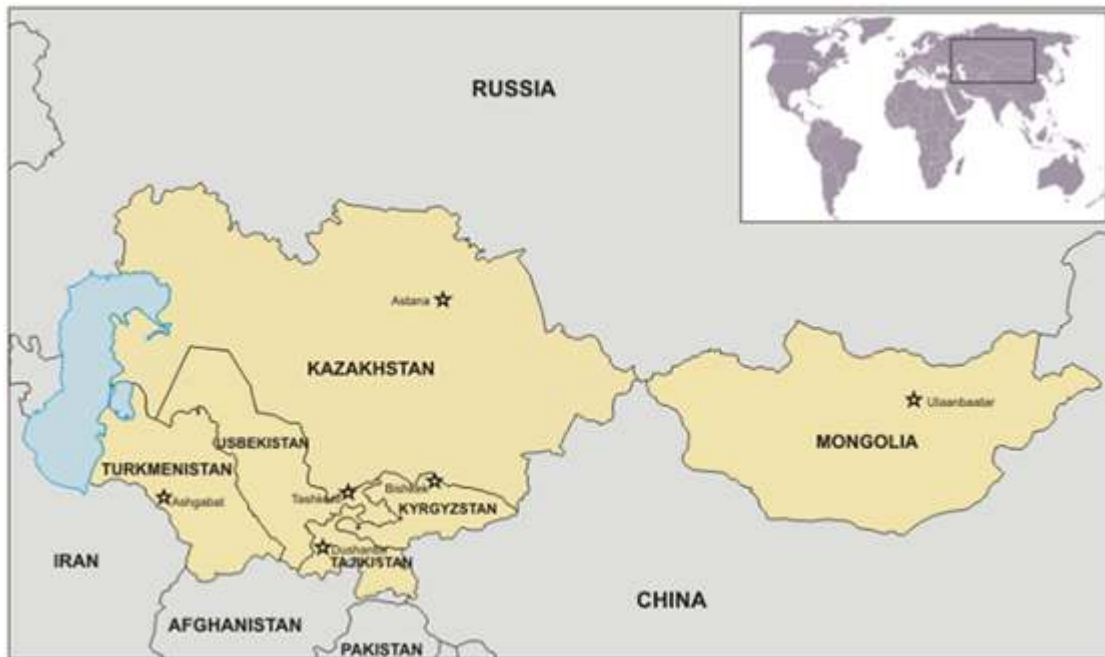 RUSSIA
Astana
KAZAKHSTAN
Ulaanbaatar
MONGOLIA
USBEKISTAN
TURKMENISTAN
Ashgabat
Tashkent
Bishkek
KYRGYZSTAN
Dushanbe
TAJIKISTAN
IRAN
CHINA
AFGHANISTAN
PAKISTAN